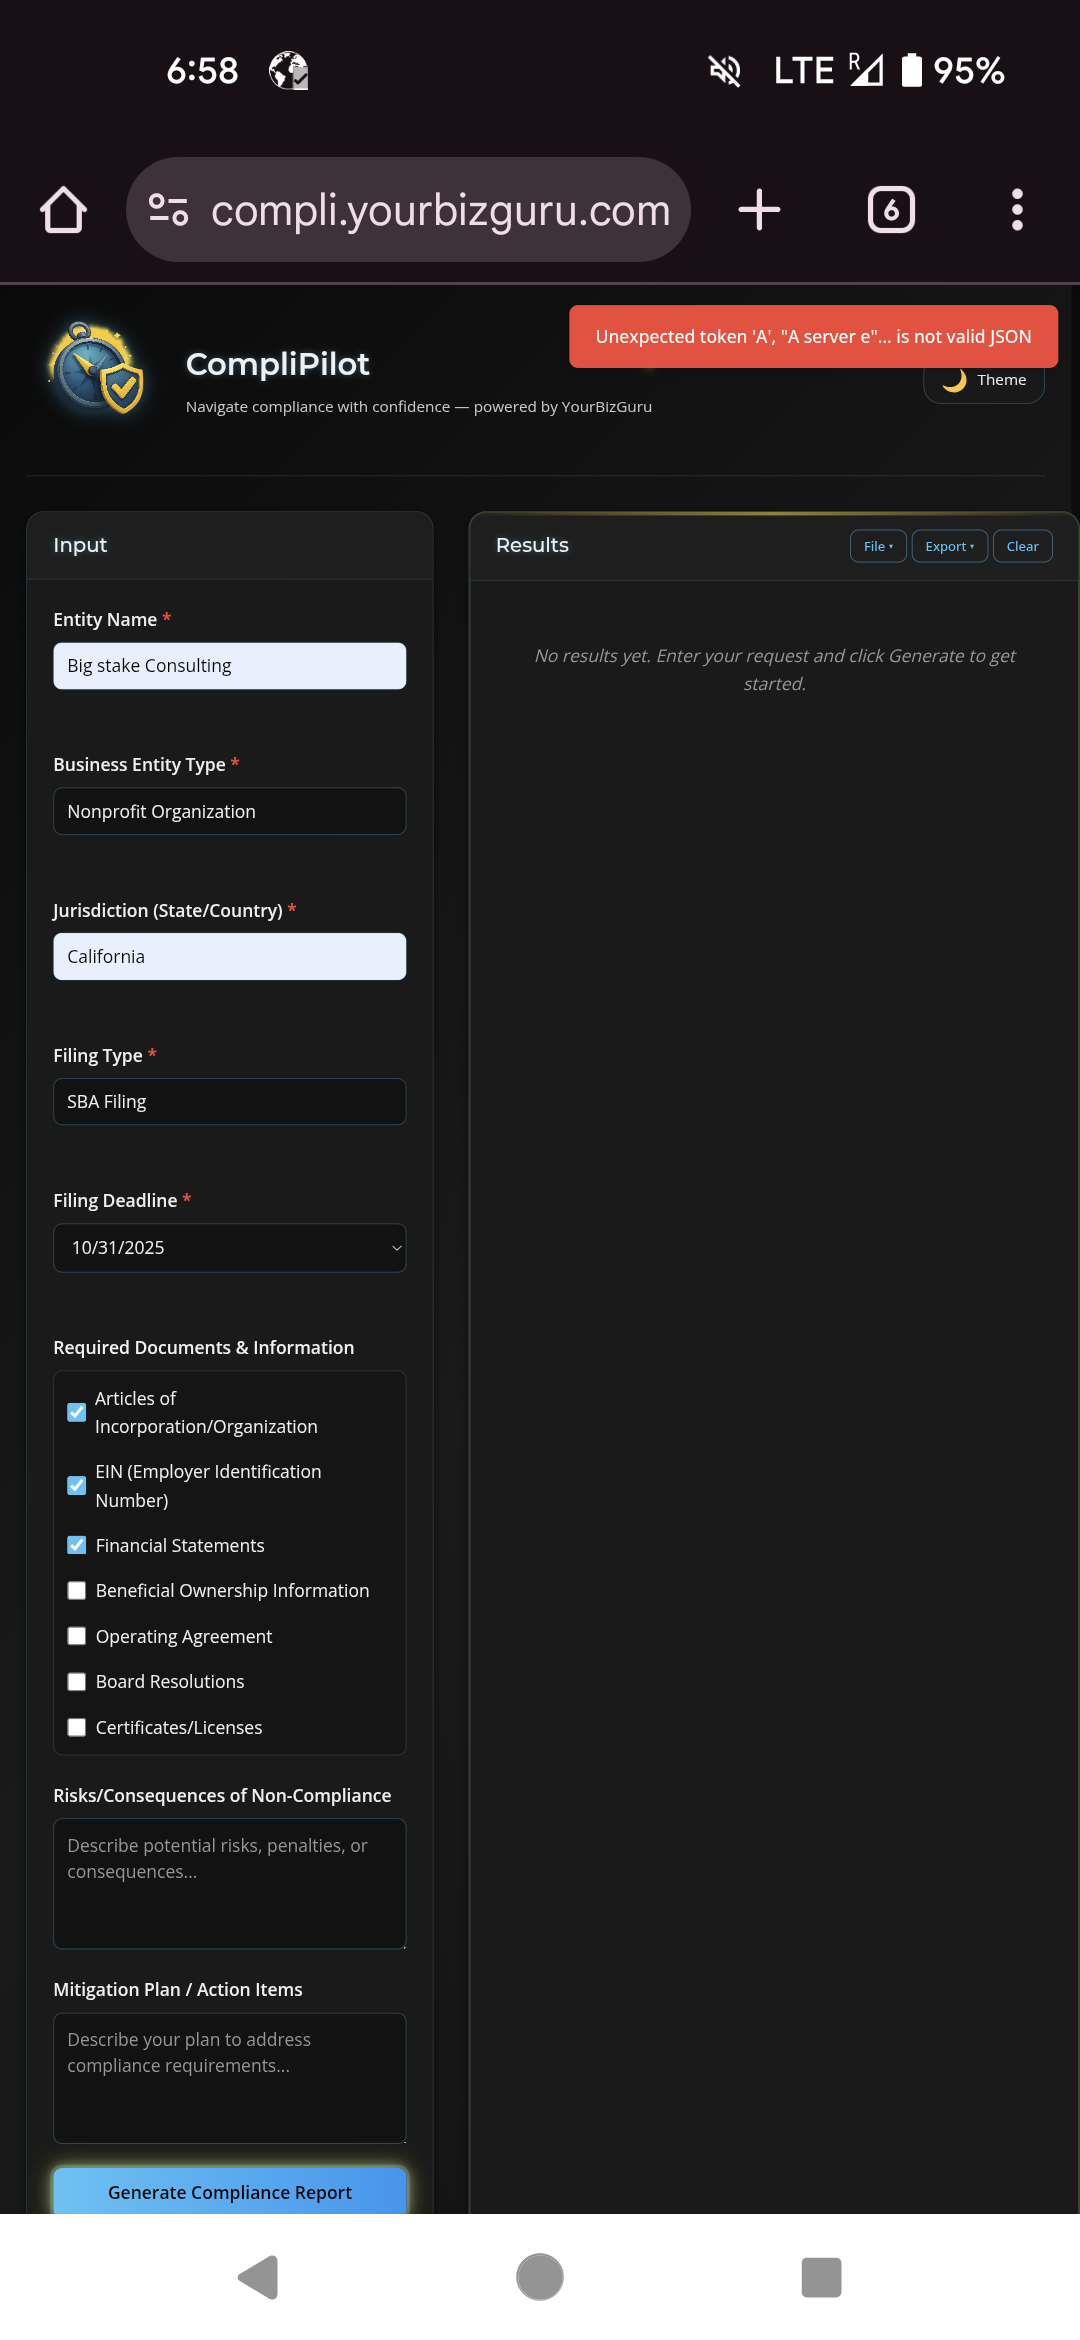 6:58
LTE R 95%
compli.yourbizguru.com
6
Unexpected token 'A', "A server e"... is not valid JSON
CompliPilot
Theme
Navigate compliance with confidence — powered by YourBizGuru
Input
Entity Name *
Big stake Consulting
Business Entity Type *
Nonprofit Organization
Jurisdiction (State/Country) *
California
Filing Type *
SBA Filing
Filing Deadline *
10/31/2025
Required Documents & Information
Articles of
Incorporation/Organization
EIN (Employer Identification
Number)
Financial Statements
Beneficial Ownership Information
Operating Agreement
Board Resolutions
Certificates/Licenses
Risks/Consequences of Non-Compliance
Describe potential risks, penalties, or
consequences...
Mitigation Plan / Action Items
Describe your plan to address
compliance requirements...
Generate Compliance Report
Results
File ▾
Export ▾
Clear
No results yet. Enter your request and click Generate to get
started.